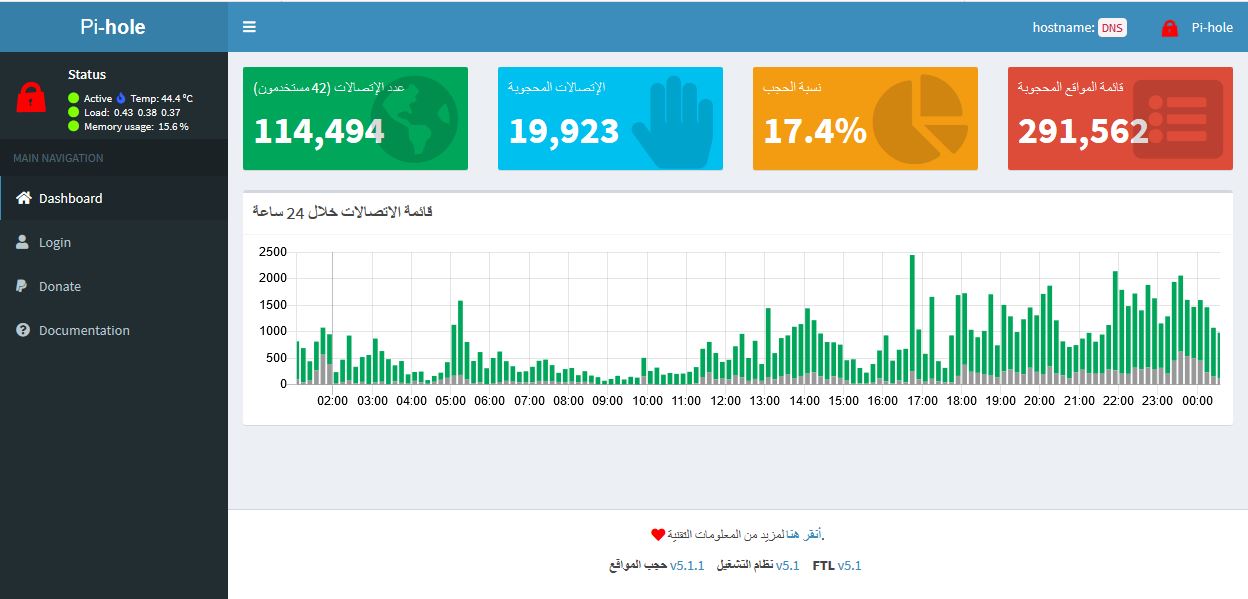 Pi-hole
hostname: DNS
Pi-hole
Status
Active Temp: 44.4 °C
Load: 0.43 0.38 0.37
Memory usage: 15.6 %
MAIN NAVIGATION
Dashboard
Login
Donate
Documentation
عدد الإتصالات (42 مستخدمون)
114,494
الإتصالات المحجوبة
19,923
نسبة الحجب
17.4%
قائمة المواقع المحجوبة
291,562
قائمة الاتصالات خلال 24 ساعة
2500
2000
1500
1000
500
0
02:00 03:00 04:00 05:00 06:00 07:00 08:00 09:00 10:00 11:00 12:00 13:00 14:00 15:00 16:00 17:00 18:00 19:00 20:00 21:00 22:00 23:00 00:00
أنقر هنا لمزيد من المعلومات التقنية.
حجب المواقع v5.1.1 نظام التشغيل v5.1 FTL v5.1